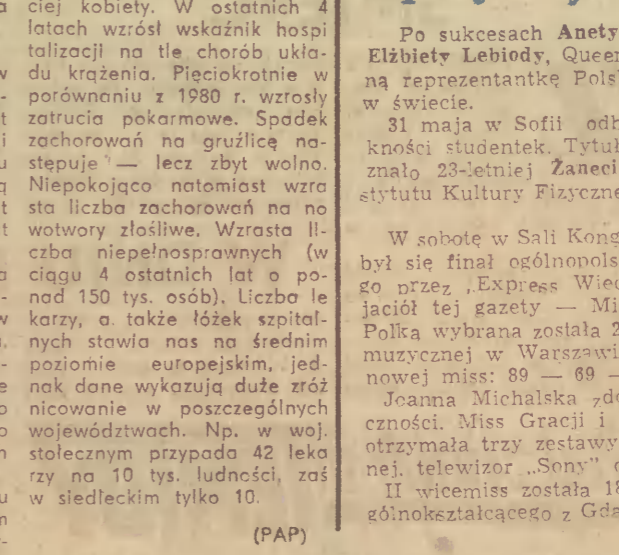 ciej kobiety. W ostatnich 4
latach wzrósł wskaźnik hospi
talizacji na tle chorób ukła-
du krążenia. Pięciokrotnie w
porównaniu z 1980 r. wzrosły
zatrucia pokarmowe. Spadek
zachorowań na gruźlicę na-
stępuje — lecz zbyt wolno.
Niepokojąco natomiast wzra
sta liczba zachorowań na no
wotwory złośliwe. Wzrasta li-
czba niepełnosprawnych (w
ciągu 4 ostatnich lat o po-
nad 150 tys. osób). Liczba le
karzy, a także łóżek szpital-
nych stawia nas na średnim
poziomie europejskim, jed-
nak dane wykazują duże zróż
nicowanie w poszczególnych
województwach. Np. w woj.
stołecznym przypada 42 leka
rzy na 10 tys. ludności, zaś
w siedleckim tylko 10.
(PAP)
Po sukcesach Anety
Elżbiety Lebiody, Queen
ną reprezentantkę Pols
w świecie.
31 maja w Sofii odb
kności studentek. Tytuł
znało 23-letniej Żaneci
stytutu Kultury Fizyczne
W sobotę w Sali Kong
był się finał ogólnopols
go przez „Express Wie
jaciół tej gazety — Mi
Polką wybrana została 2
muzycznej w Warszawi
nowej miss: 89 — 69 —
Joanna Michalska zd
czności. Miss Gracji i
otrzymała trzy zestawy
nej. telewizor „Sony”
II wicemiss została 18
gólnokształcącego z Gda